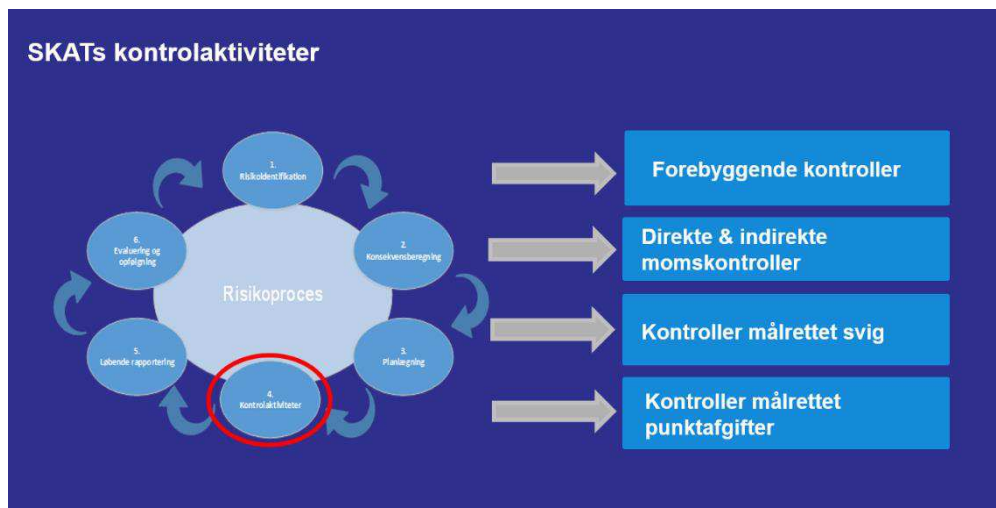 SKATs kontrolaktiviteter
1.
Risikoidentifikation
2.
Konsekvensberegning
3.
Planlægning
4.
Kontrolaktiviteter
5.
Løbende rapportering
6.
Evaluering og
opfølgning
Risikoproces
Forebyggende kontroller
Direkte & indirekte
momskontroller
Kontroller målrettet svig
Kontroller målrettet
punktafgifter